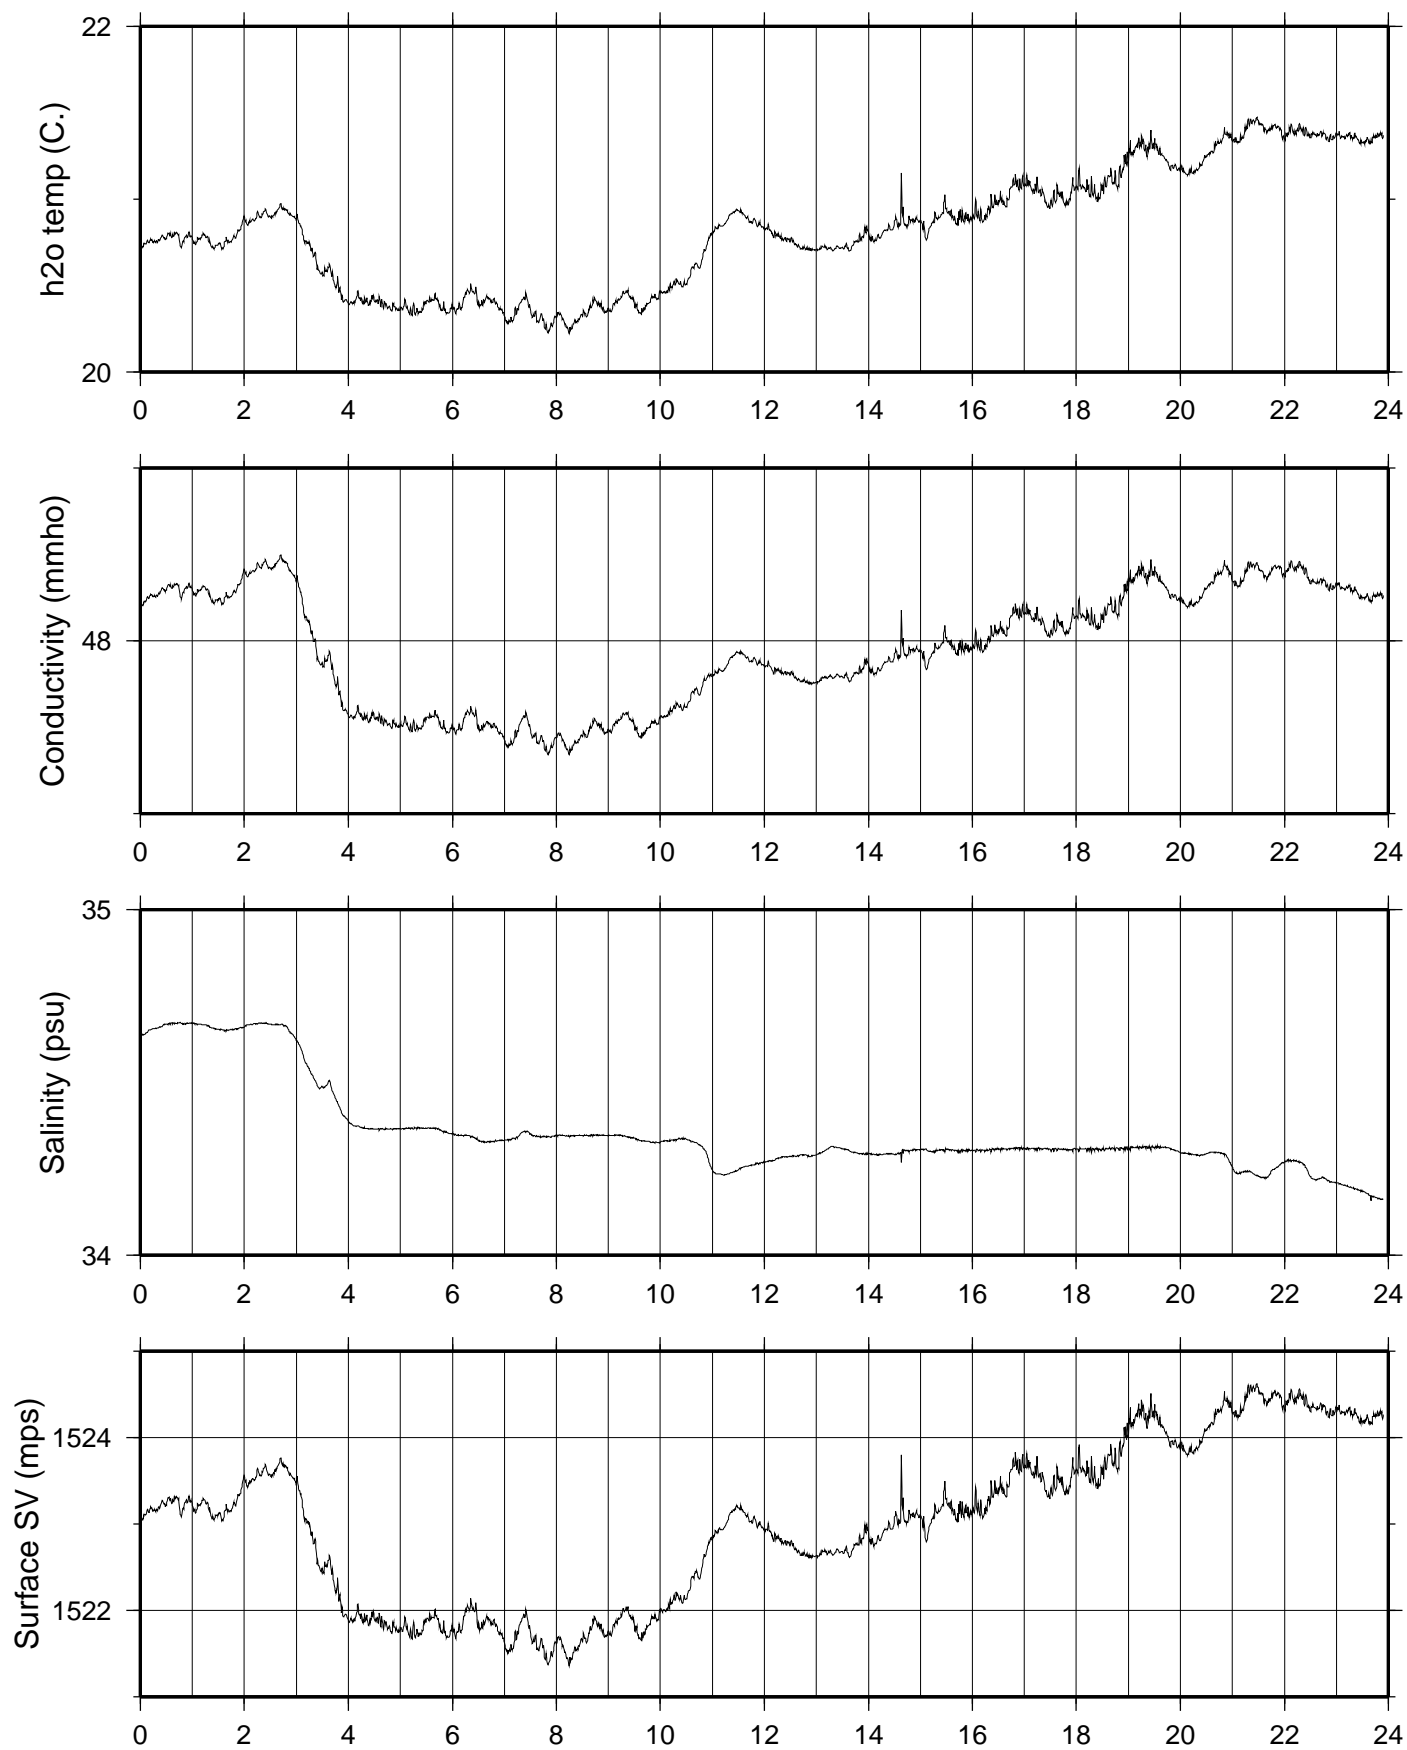 22
h2o temp (C.)
20
0 2 4 6 8 10 12 14 16 18 20 22 24
Conductivity (mmho)
48
0 2 4 6 8 10 12 14 16 18 20 22 24
35
Salinity (psu)
34
0 2 4 6 8 10 12 14 16 18 20 22 24
Surface SV (mps)
1524
1522
0 2 4 6 8 10 12 14 16 18 20 22 24